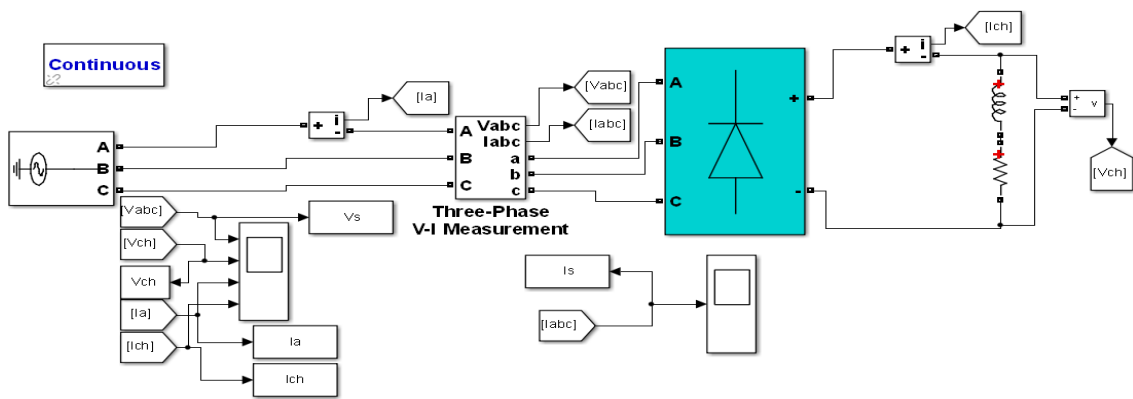 Continuous
¿?
A
B
C
+
i
-
[Ia]
A
B
C
Vabc
Iabc
a
b
c
Three-Phase
V-I Measurement
[Vabc]
[Iabc]
A
B
C
+
-
+
i
-
[Ich]
+
-
v
[Vch]
[Vabc]
Vs
[Vch]
Vch
[Ia]
[Ich]
Ia
Ich
Is
[Iabc]